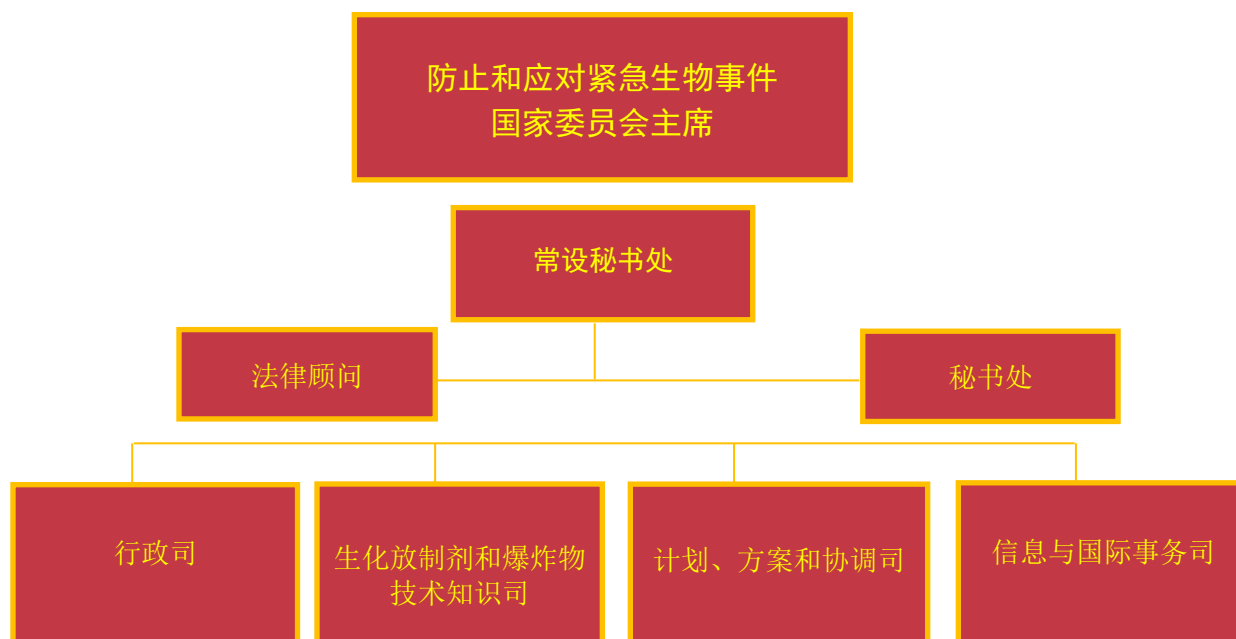 防止和应对紧急生物事件
国家委员会主席
常设秘书处
法律顾问
秘书处
行政司
生化放制剂和爆炸物
技术知识司
计划、方案和协调司
信息与国际事务司